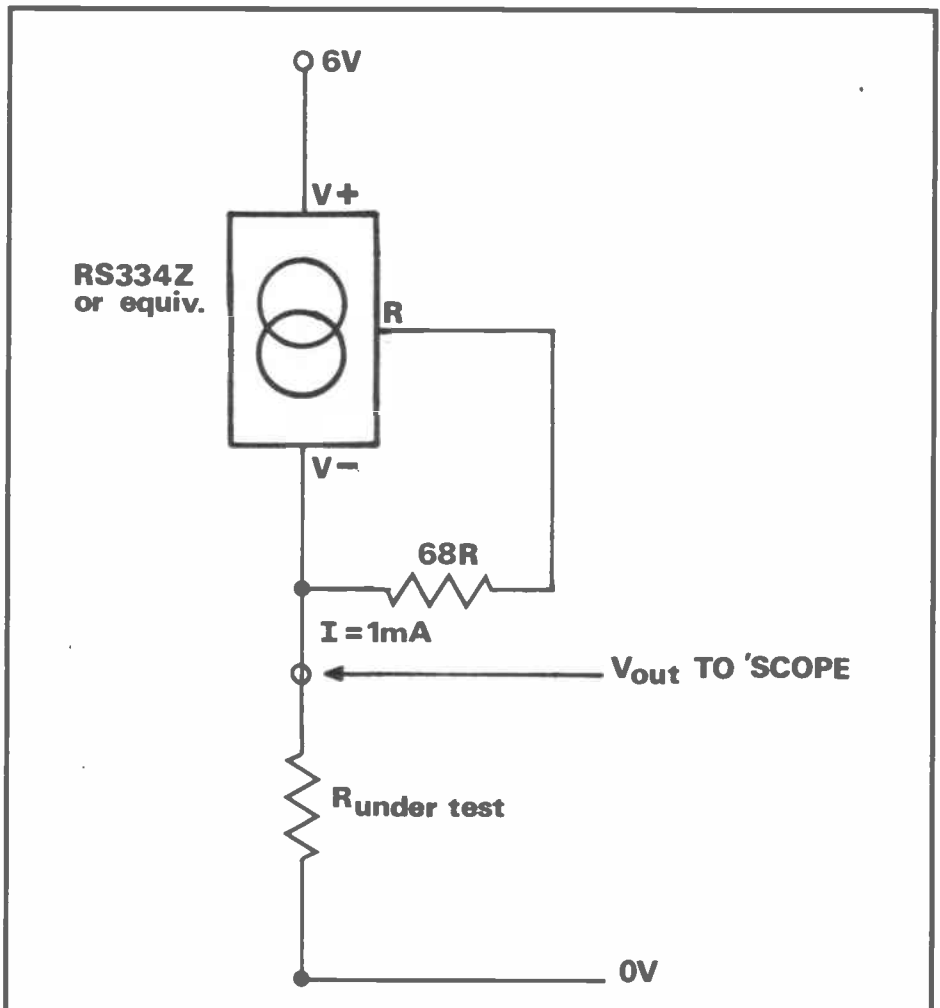 6V
V+
RS334Z
or equiv.
R
V−
68R
I=1mA
Vout TO 'SCOPE
Runder test
0V